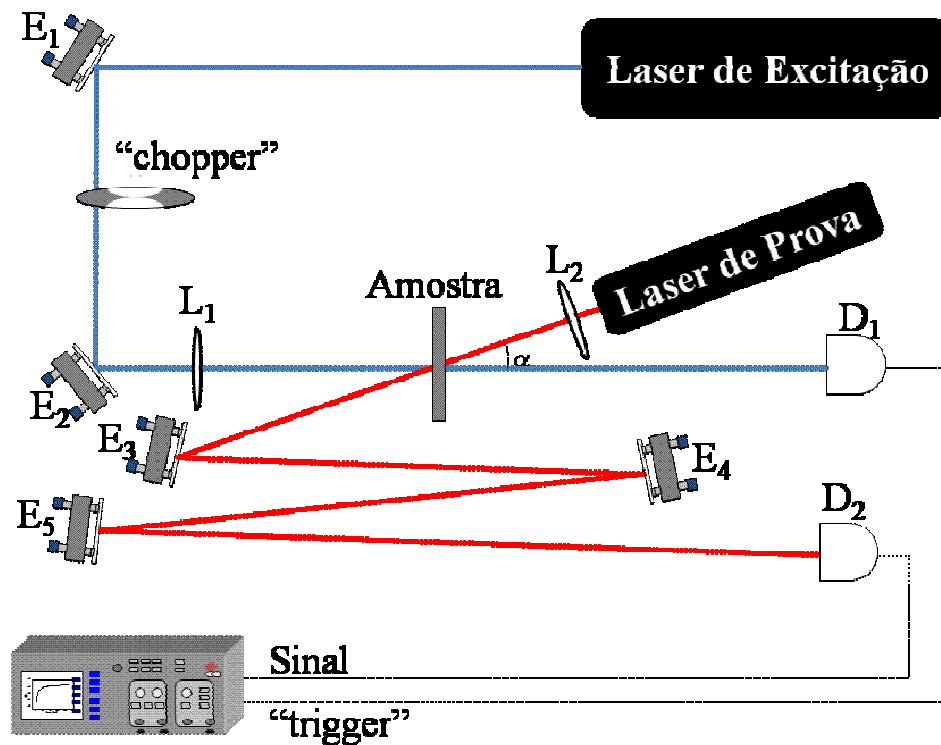 E1
Laser de Excitação
“chopper”
Laser de Prova
L2
Amostra
L1
D1
α
E2
E3
E4
E5
D2
Sinal
“trigger”